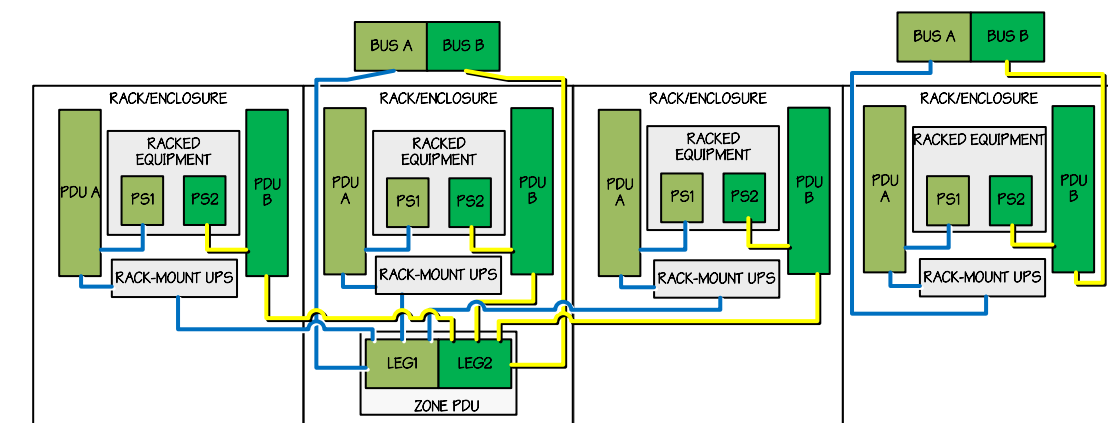 BUS A
BUS B
BUS A
BUS B
RACK/ENCLOSURE
RACKED
EQUIPMENT
PDU A
PS1
PS2
PDU
B
RACK-MOUNT UPS
RACK/ENCLOSURE
RACKED
EQUIPMENT
PDU
A
PS1
PS2
PDU
B
RACK-MOUNT UPS
RACK/ENCLOSURE
RACKED
EQUIPMENT
PDU
A
PS1
PS2
PDU
B
RACK-MOUNT UPS
RACK/ENCLOSURE
RACKED EQUIPMENT
PDU
A
PS1
PS2
PDU
B
RACK-MOUNT UPS
LEG1
LEG2
ZONE PDU